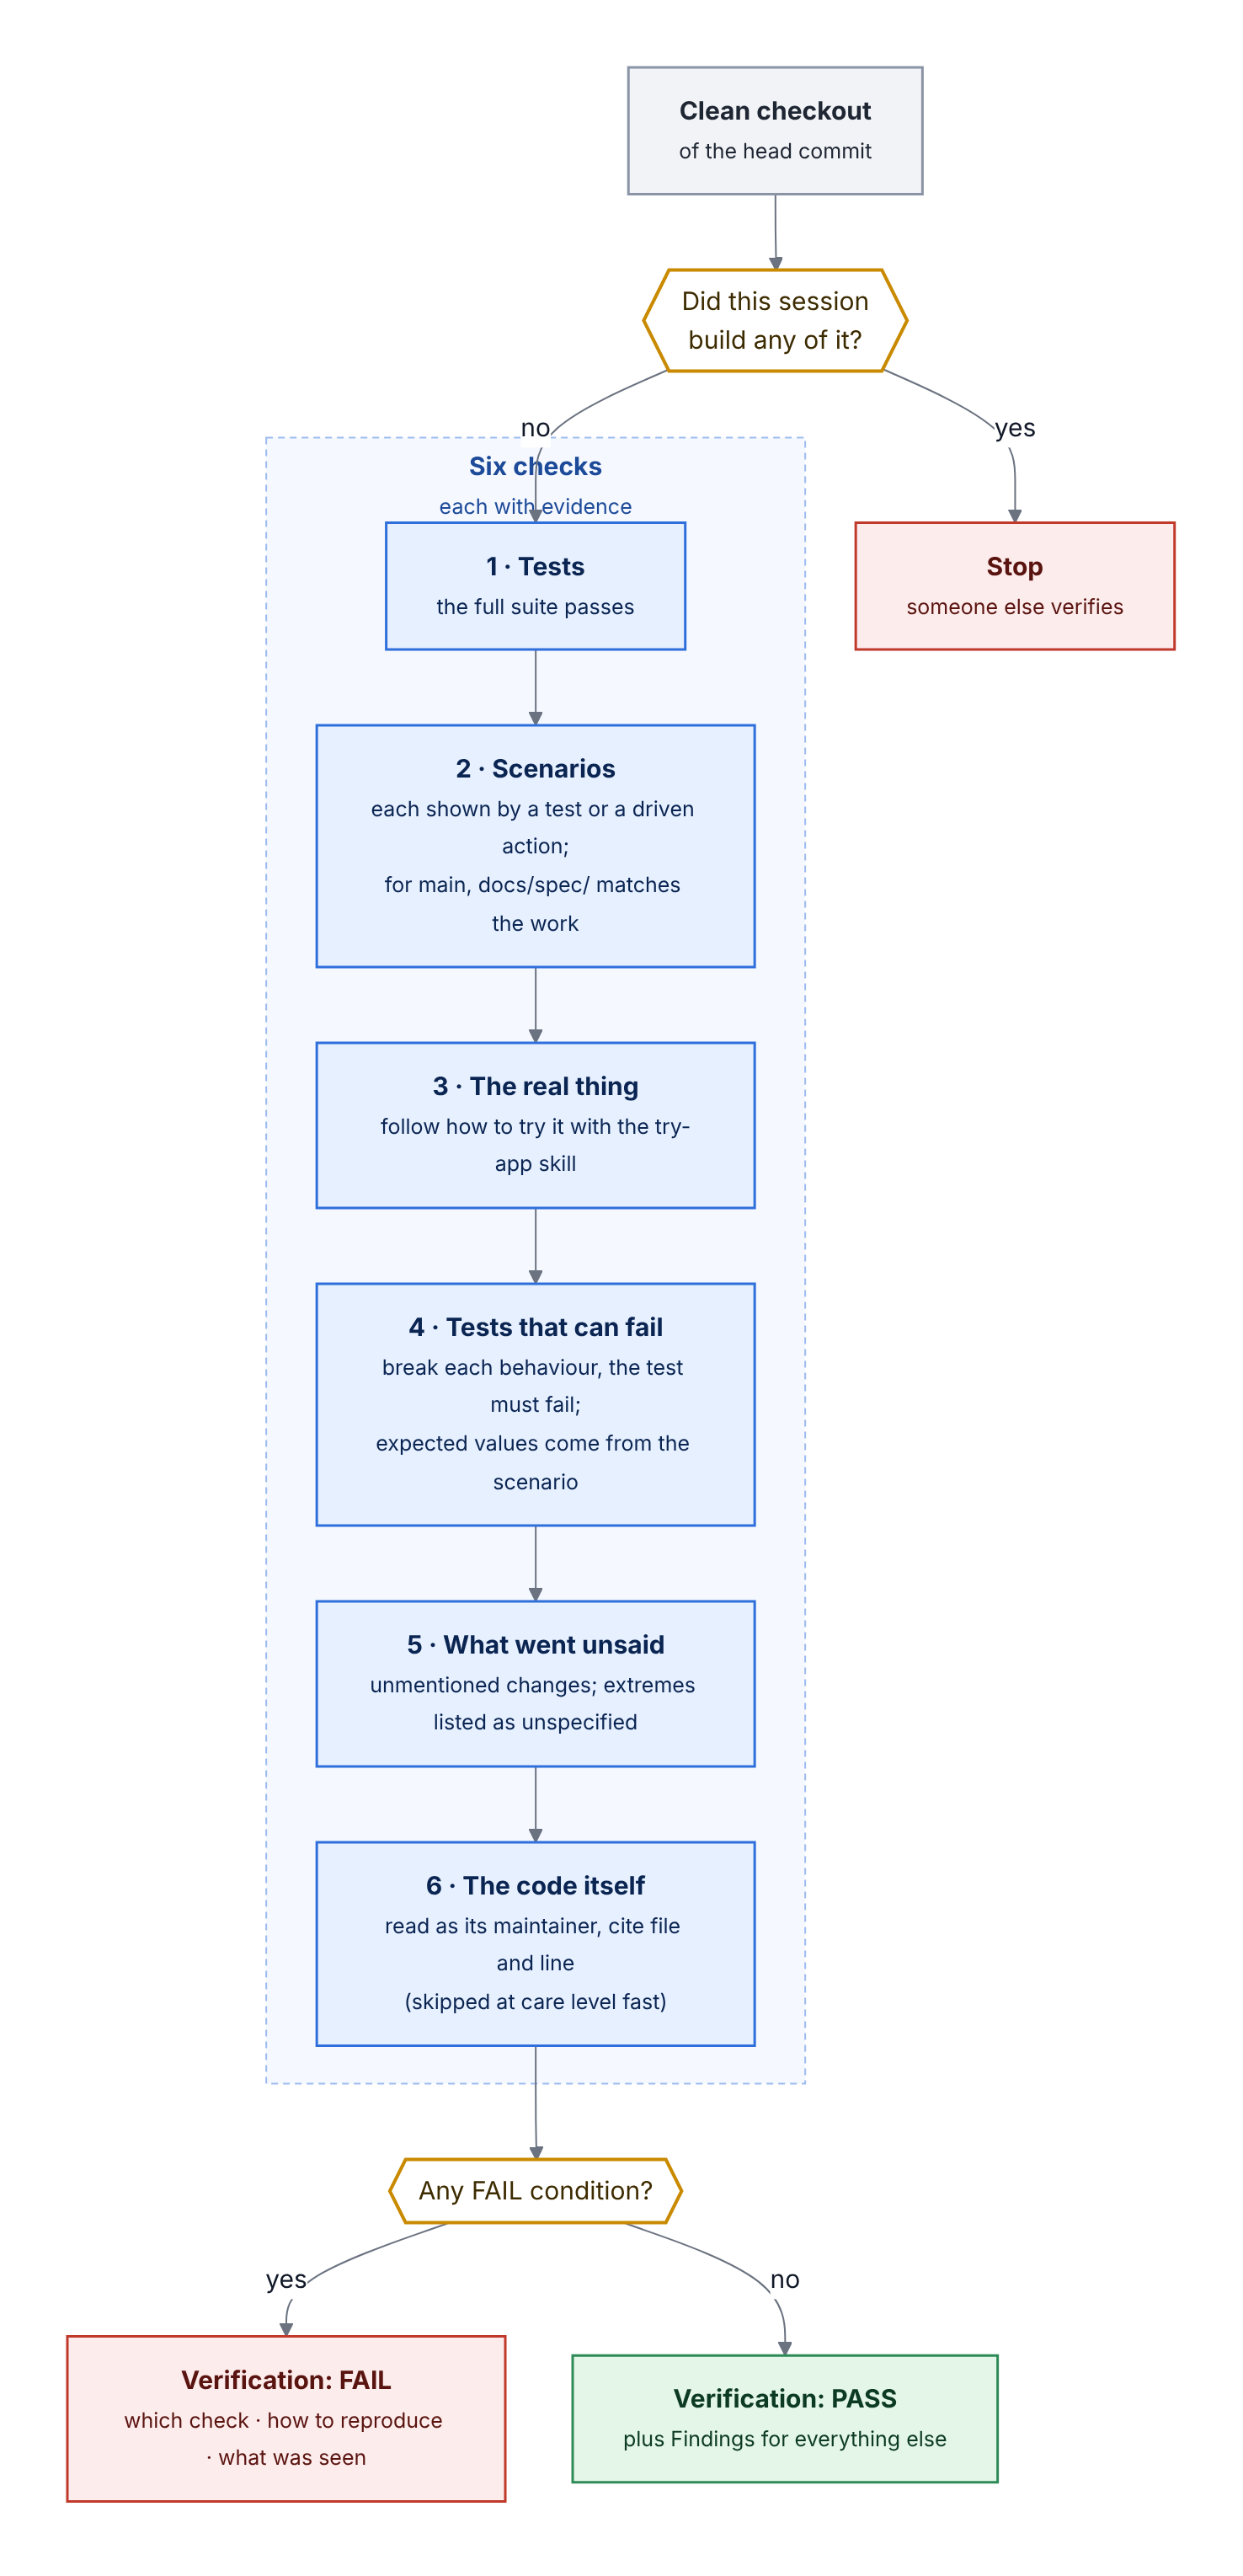 Clean checkout
of the head commit
Did this session
build any of it?
no
yes
Six checks
each with evidence
1 · Tests
the full suite passes
Stop
someone else verifies
2 · Scenarios
each shown by a test or a driven
action;
for main, docs/spec/ matches
the work
3 · The real thing
follow how to try it with the try-
app skill
4 · Tests that can fail
break each behaviour, the test
must fail;
expected values come from the
scenario
5 · What went unsaid
unmentioned changes; extremes
listed as unspecified
6 · The code itself
read as its maintainer, cite file
and line
(skipped at care level fast)
Any FAIL condition?
yes
no
Verification: FAIL
which check · how to reproduce
· what was seen
Verification: PASS
plus Findings for everything else